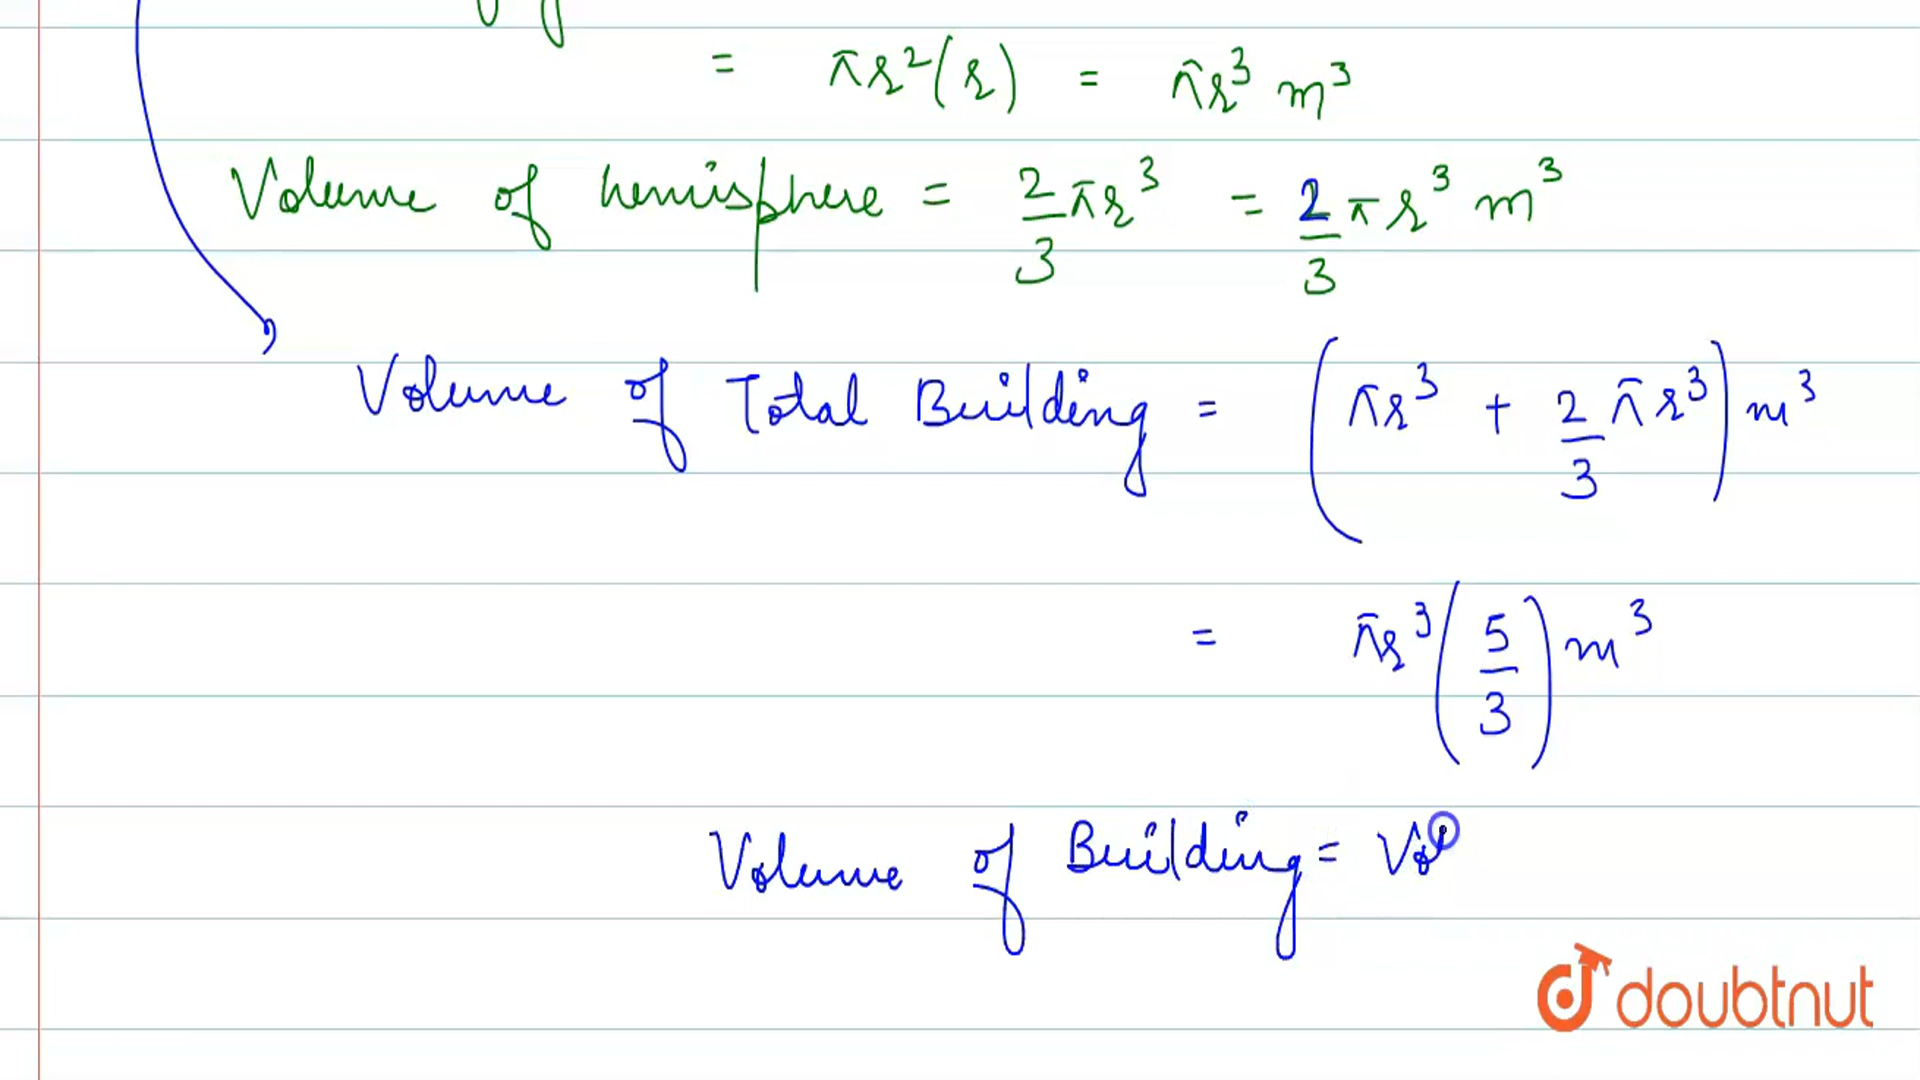 = πr²(r) = πr³ m³
Volume of hemisphere = 2/3 πr³ = 2/3 πr³ m³
Volume of Total Building = (πr³ + 2/3 πr³) m³
= πr³ (5/3) m³
Volume of Building = Vol
doubtnut